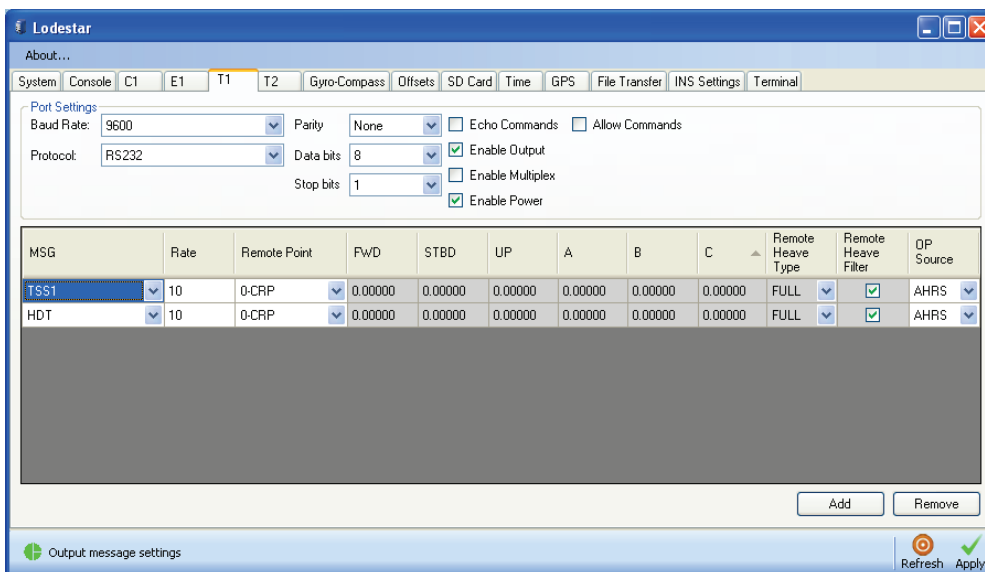 Lodestar
About...
System Console C1 E1 T1 T2 Gyro-Compass Offsets SD Card Time GPS File Transfer INS Settings Terminal
Port Settings
Baud Rate: 9600 Parity None Echo Commands Allow Commands
Protocol: RS232 Data bits 8 Enable Output
Stop bits 1 Enable Multiplex
Enable Power
MSG Rate Remote Point FWD STBD UP A B C Remote Heave Type Remote Heave Filter OP Source
TSS1 10 0-CRP 0.00000 0.00000 0.00000 0.00000 0.00000 0.00000 FULL AHRS
HDT 10 0-CRP 0.00000 0.00000 0.00000 0.00000 0.00000 0.00000 FULL AHRS
Add Remove
Output message settings
Refresh Apply